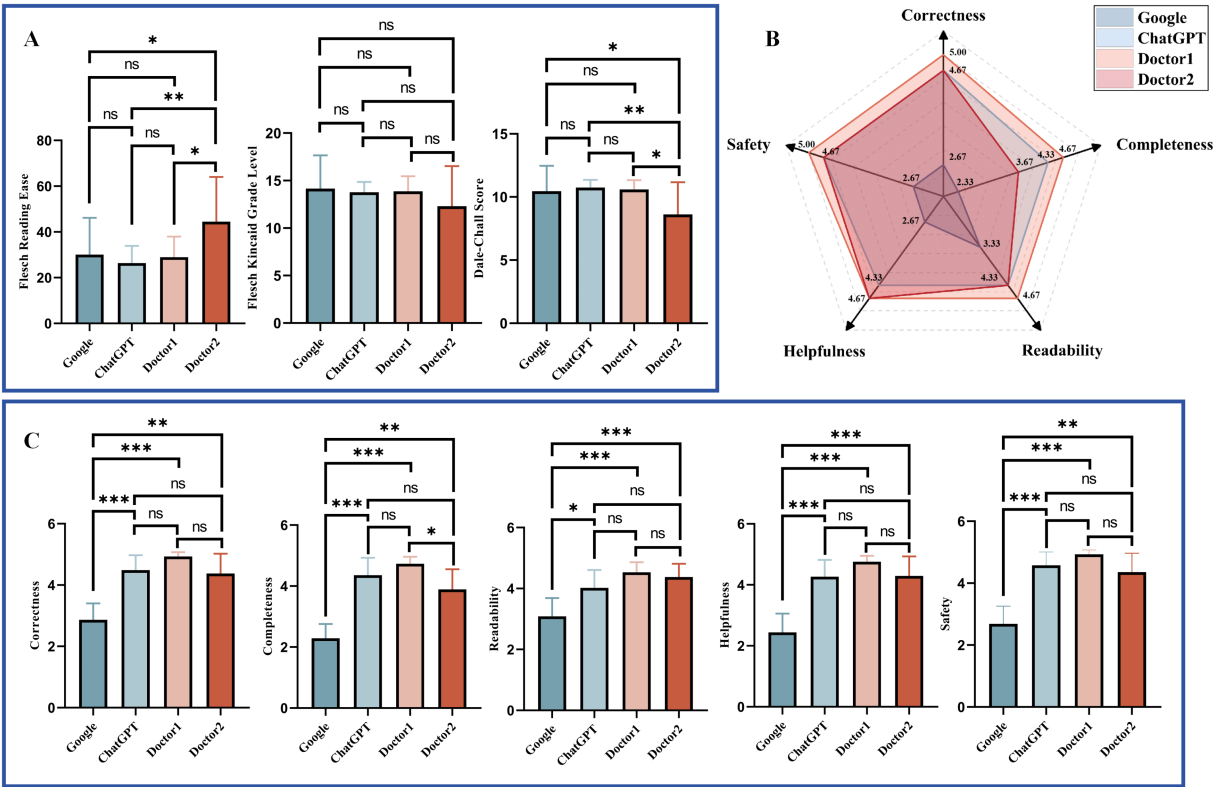 A
*
ns
**
ns
ns
*
Flesch Reading Ease
80
60
40
20
0
Google
ChatGPT
Doctor1
Doctor2
ns
ns
ns
ns
ns
ns
Flesch Kincaid Grade Level
20
15
10
5
0
Google
ChatGPT
Doctor1
Doctor2
*
ns
**
ns
ns
*
Dale-Chall Score
15
10
5
0
Google
ChatGPT
Doctor1
Doctor2
B
Google
ChatGPT
Doctor1
Doctor2
Correctness
5.00
4.67
2.67
Safety
5.00
4.67
2.67
Completeness
4.67
4.33
3.67
2.33
Helpfulness
4.67
4.33
2.67
Readability
4.67
4.33
3.33
C
**
***
ns
***
ns
ns
Correctness
6
4
2
0
Google
ChatGPT
Doctor1
Doctor2
**
***
ns
***
ns
*
Completeness
6
4
2
0
Google
ChatGPT
Doctor1
Doctor2
***
***
ns
*
ns
ns
Readability
6
4
2
0
Google
ChatGPT
Doctor1
Doctor2
***
***
ns
***
ns
ns
Helpfulness
6
4
2
0
Google
ChatGPT
Doctor1
Doctor2
**
***
ns
***
ns
ns
Safety
6
4
2
0
Google
ChatGPT
Doctor1
Doctor2